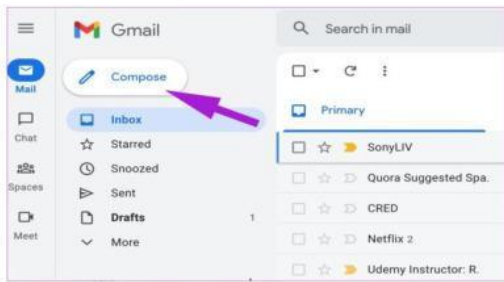 Gmail
Search in mail
Mail
Compose
Primary
Inbox
Chat
Starred
SonyLIV
Snoozed
Spaces
Quora Suggested Spa.
Sent
CRED
Drafts 1
Meet
Netflix 2
More
Udemy Instructor: R.